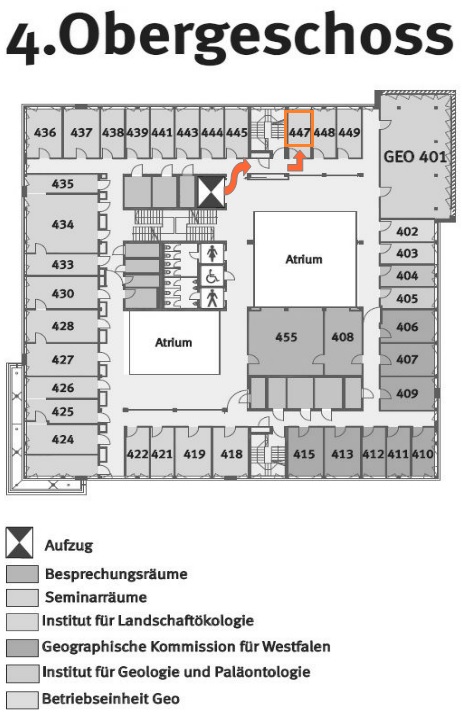 4.Obergeschoss
436 437 438 439 441 443 444 445 447 448 449
GEO 401
435
434
402
403
433
404
430
405
Atrium
428
406
455 408
Atrium
427
407
426
409
425
424
422 421 419 418 415 413 412 411 410
Aufzug
Besprechungsräume
Seminarräume
Institut für Landschaftökologie
Geographische Kommission für Westfalen
Institut für Geologie und Paläontologie
Betriebseinheit Geo